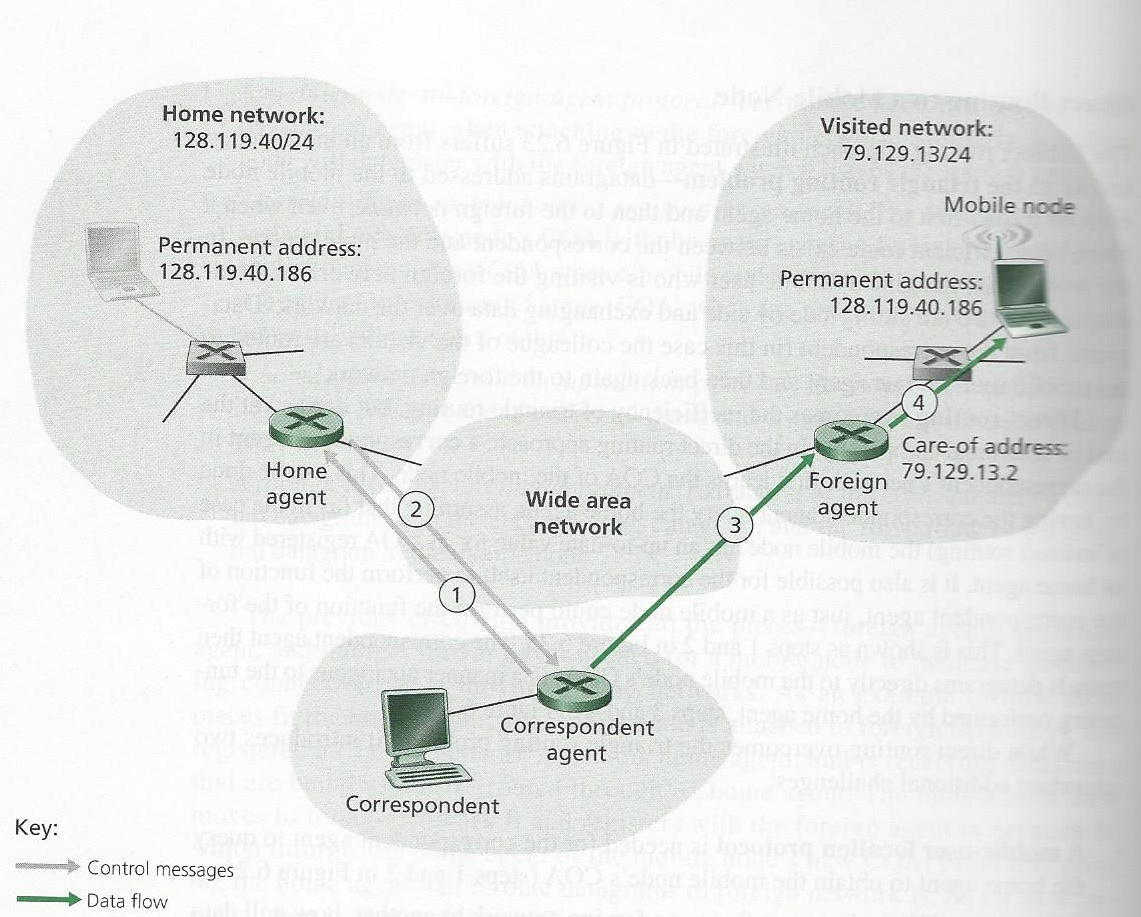 Home network:
128.119.40/24
Visited network:
79.129.13/24
Mobile node
Permanent address:
128.119.40.186
Permanent address:
128.119.40.186
4
Home
agent
Care-of address:
79.129.13.2
Foreign
agent
Wide area
network
2
3
1
Correspondent
agent
Correspondent
Key:
Control messages
Data flow